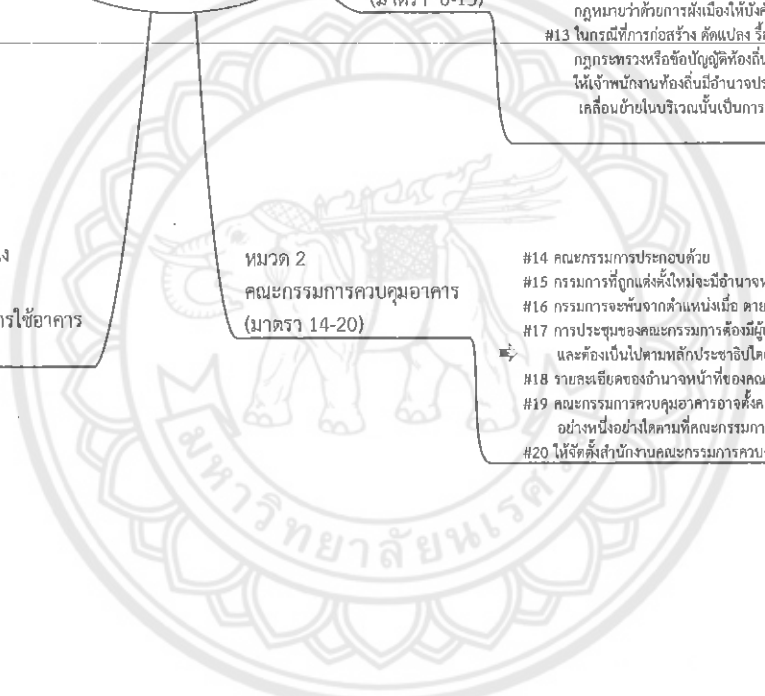 (มาตรา 8-13)
กฎหมายว่าด้วยการผังเมืองให้บังคั
#13 ในกรณีที่การก่อสร้าง ดัดแปลง รื้อ
กฎกระทรวงหรือข้อบัญญัติท้องถิ่น
ให้เจ้าพนักงานท้องถิ่นมีอำนาจประ
เคลื่อนย้ายในบริเวณนั้นเป็นการ
รใช้อาคาร
หมวด 2
คณะกรรมการควบคุมอาคาร
(มาตรา 14-20)
#14 คณะกรรมการประกอบด้วย
#15 กรรมการที่ถูกแต่งตั้งใหม่จะมีอำนาจห
#16 กรรมการจะพ้นจากตำแหน่งเมื่อ ตาย
#17 การประชุมของคณะกรรมการต้องมีผู้
และต้องเป็นไปตามหลักประชาธิปไตย
#18 รายละเอียดของอำนาจหน้าที่ของคณ
#19 คณะกรรมการควบคุมอาคารอาจตั้งค
อย่างหนึ่งอย่างใดตามที่คณะกรรมกา
#20 ให้จัดตั้งสำนักงานคณะกรรมการควบ
มหาวิทยาลัยนเรศวร